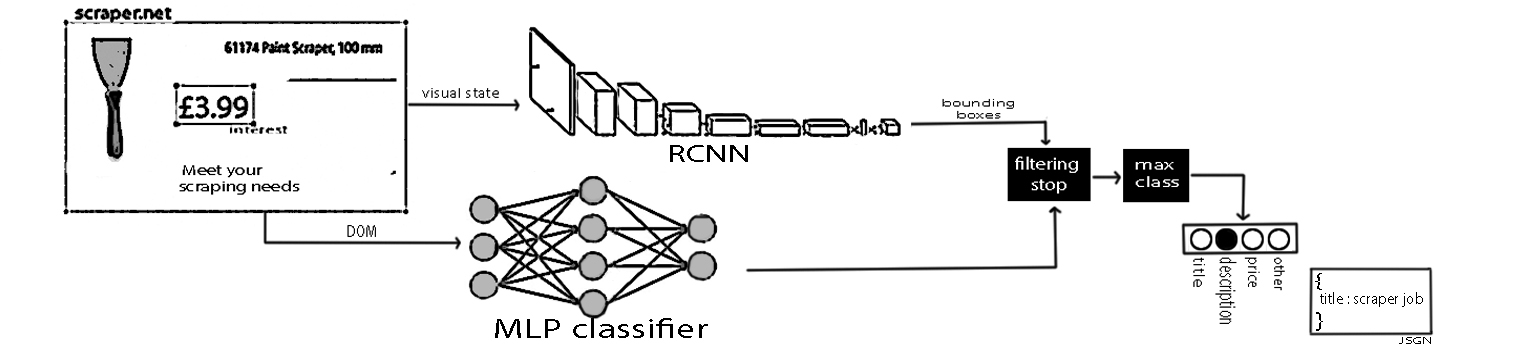 scraper.net
61174 Paint Scraper, 100 mm
£3.99
interest
Meet your
scraping needs
visual state
RCNN
bounding
boxes
filtering
stop
max
class
DOM
MLP classifier
title
description
price
other
{
title : scraper job
}
JSGN